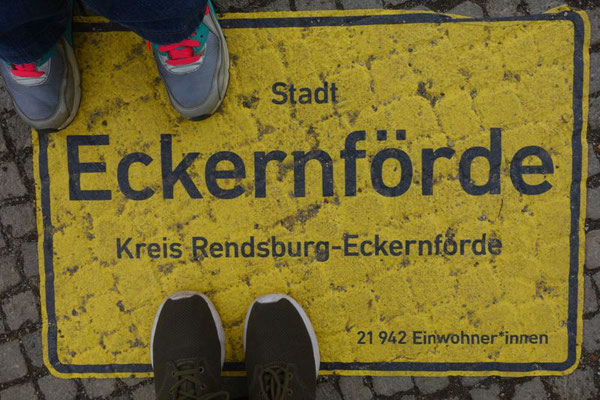 Stadt
Eckernförde
Kreis Rendsburg-Eckernförde
21 942 Einwohner*innen